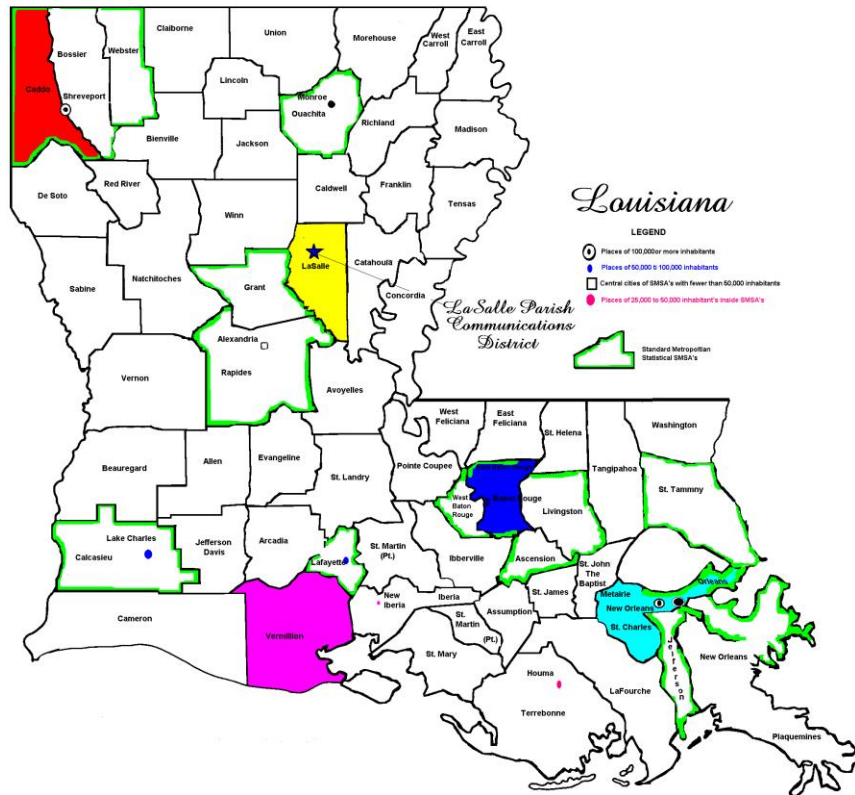 Claiborne
Union
Morehouse
West
Carroll
East
Carroll
Bossier
Webster
Caddo
Shreveport
Lincoln
Monroe
Ouachita
Richland
Madison
Bienville
Jackson
De Soto
Red River
Caldwell
Franklin
Tensas
Winn
LaSalle
Catahoula
Natchitoches
Sabine
Grant
Concordia
LaSalle Parish
Communications
District
Louisiana
LEGEND
Places of 100,000or more inhabitants
Places of 50,000 ti 100,000 inhabitants
Central cities of SMSA's with fewer than 50,000 inhabitants
Places of 25,000 to 50,000 inhabitant's inside SMSA's
Standard Metropoltian
Statistical SMSA's
Alexandria
Rapides
Vernon
Avoyelles
West
Feliciana
East
Feliciana
St. Helena
Washington
Beauregard
Allen
Evangeline
St. Landry
Pointe Coupee
Tangipahoa
St. Tammny
West
Baton
Rouge
Baton Rouge
Livingston
Lake Charles
Calcasieu
Jefferson
Davis
Arcadia
Lafayette
St. Martin
(Pt.)
Ibberville
Ascension
St. John
The
Baptist
Orleans
Metairie
New Orleans
St. Charles
Cameron
Vermillion
New
Iberia
Iberia
St.
Martin
(Pt.)
Assumption
St. James
St. Mary
Jefferson
New Orleans
Houma
Terrebonne
LaFourche
Plaquemines